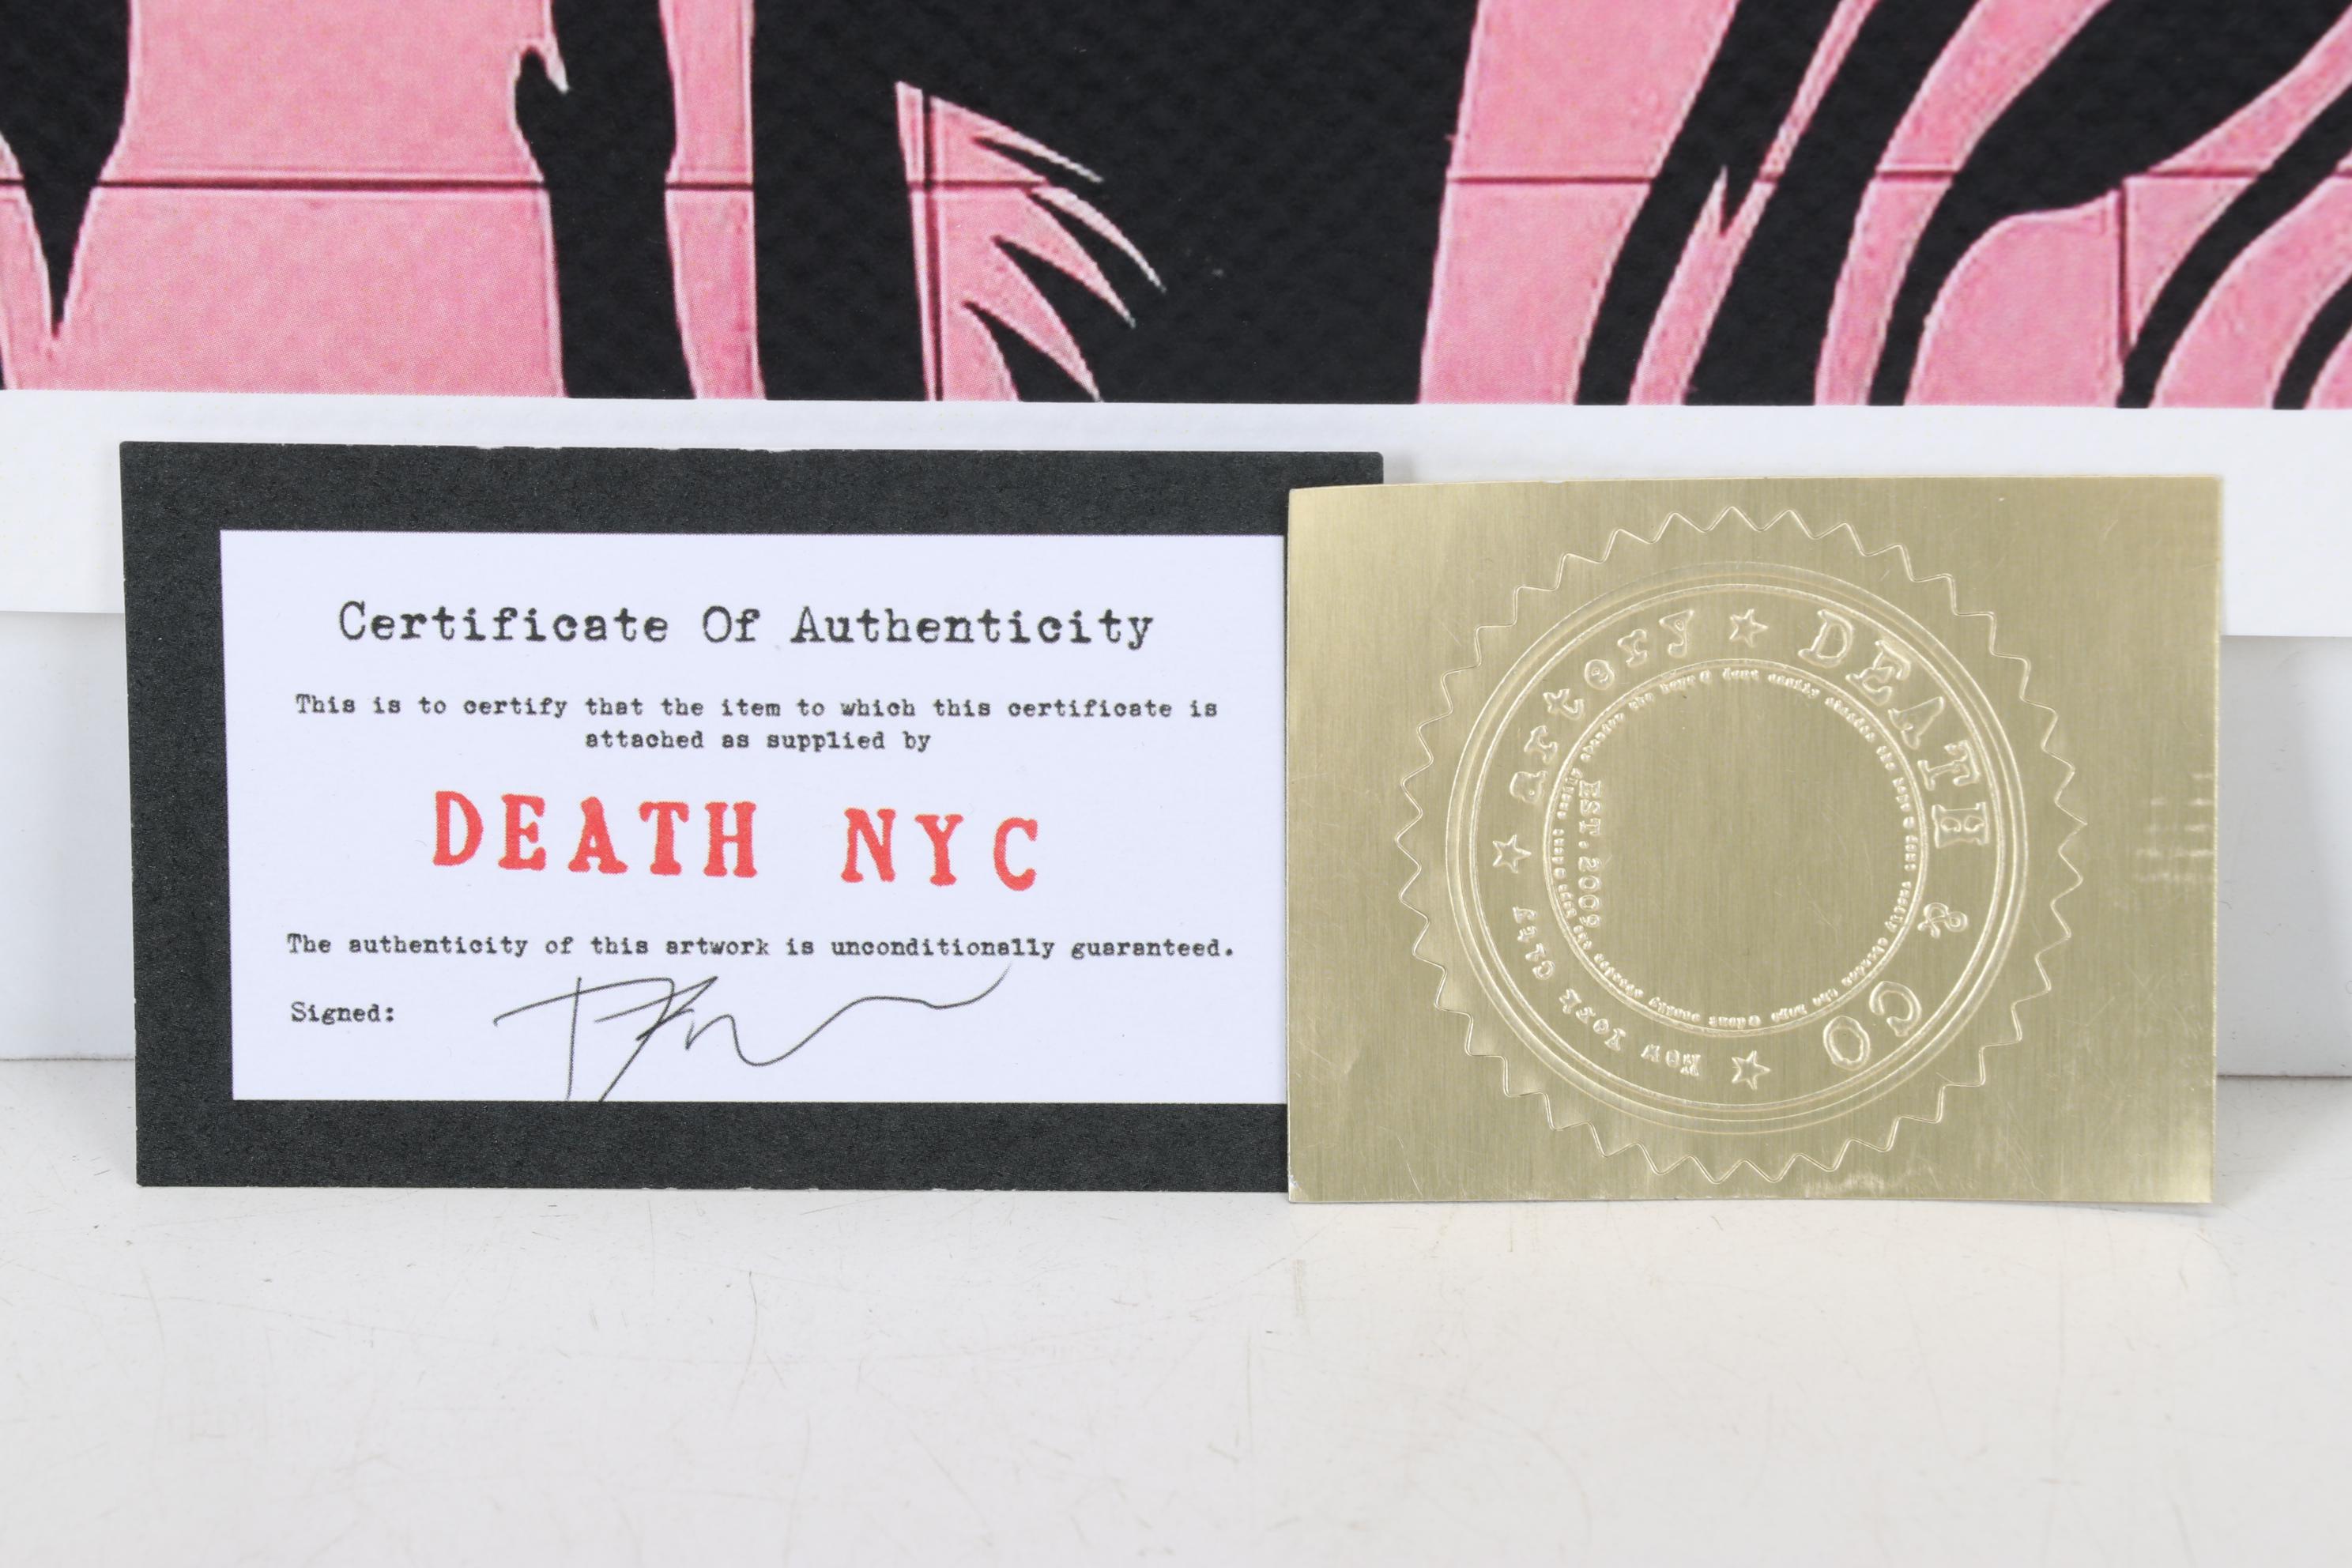 Certificate Of Authenticity
This is to certify that the item to which this certificate is
attached as supplied by
DEATH NYC
The authenticity of this artwork is unconditionally guaranteed.
Signed:
artory ★ DEATH & CO ★ New York City ★
EST. 2009